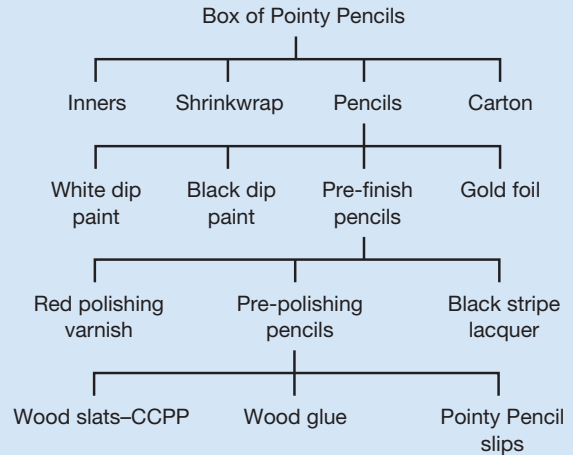 Box of Pointy Pencils
Inners Shrinkwrap Pencils Carton
White dip Black dip Pre-finish Gold foil
paint paint pencils
Red polishing Pre-polishing Black stripe
varnish pencils lacquer
Wood slats–CCPP Wood glue Pointy Pencil
slips